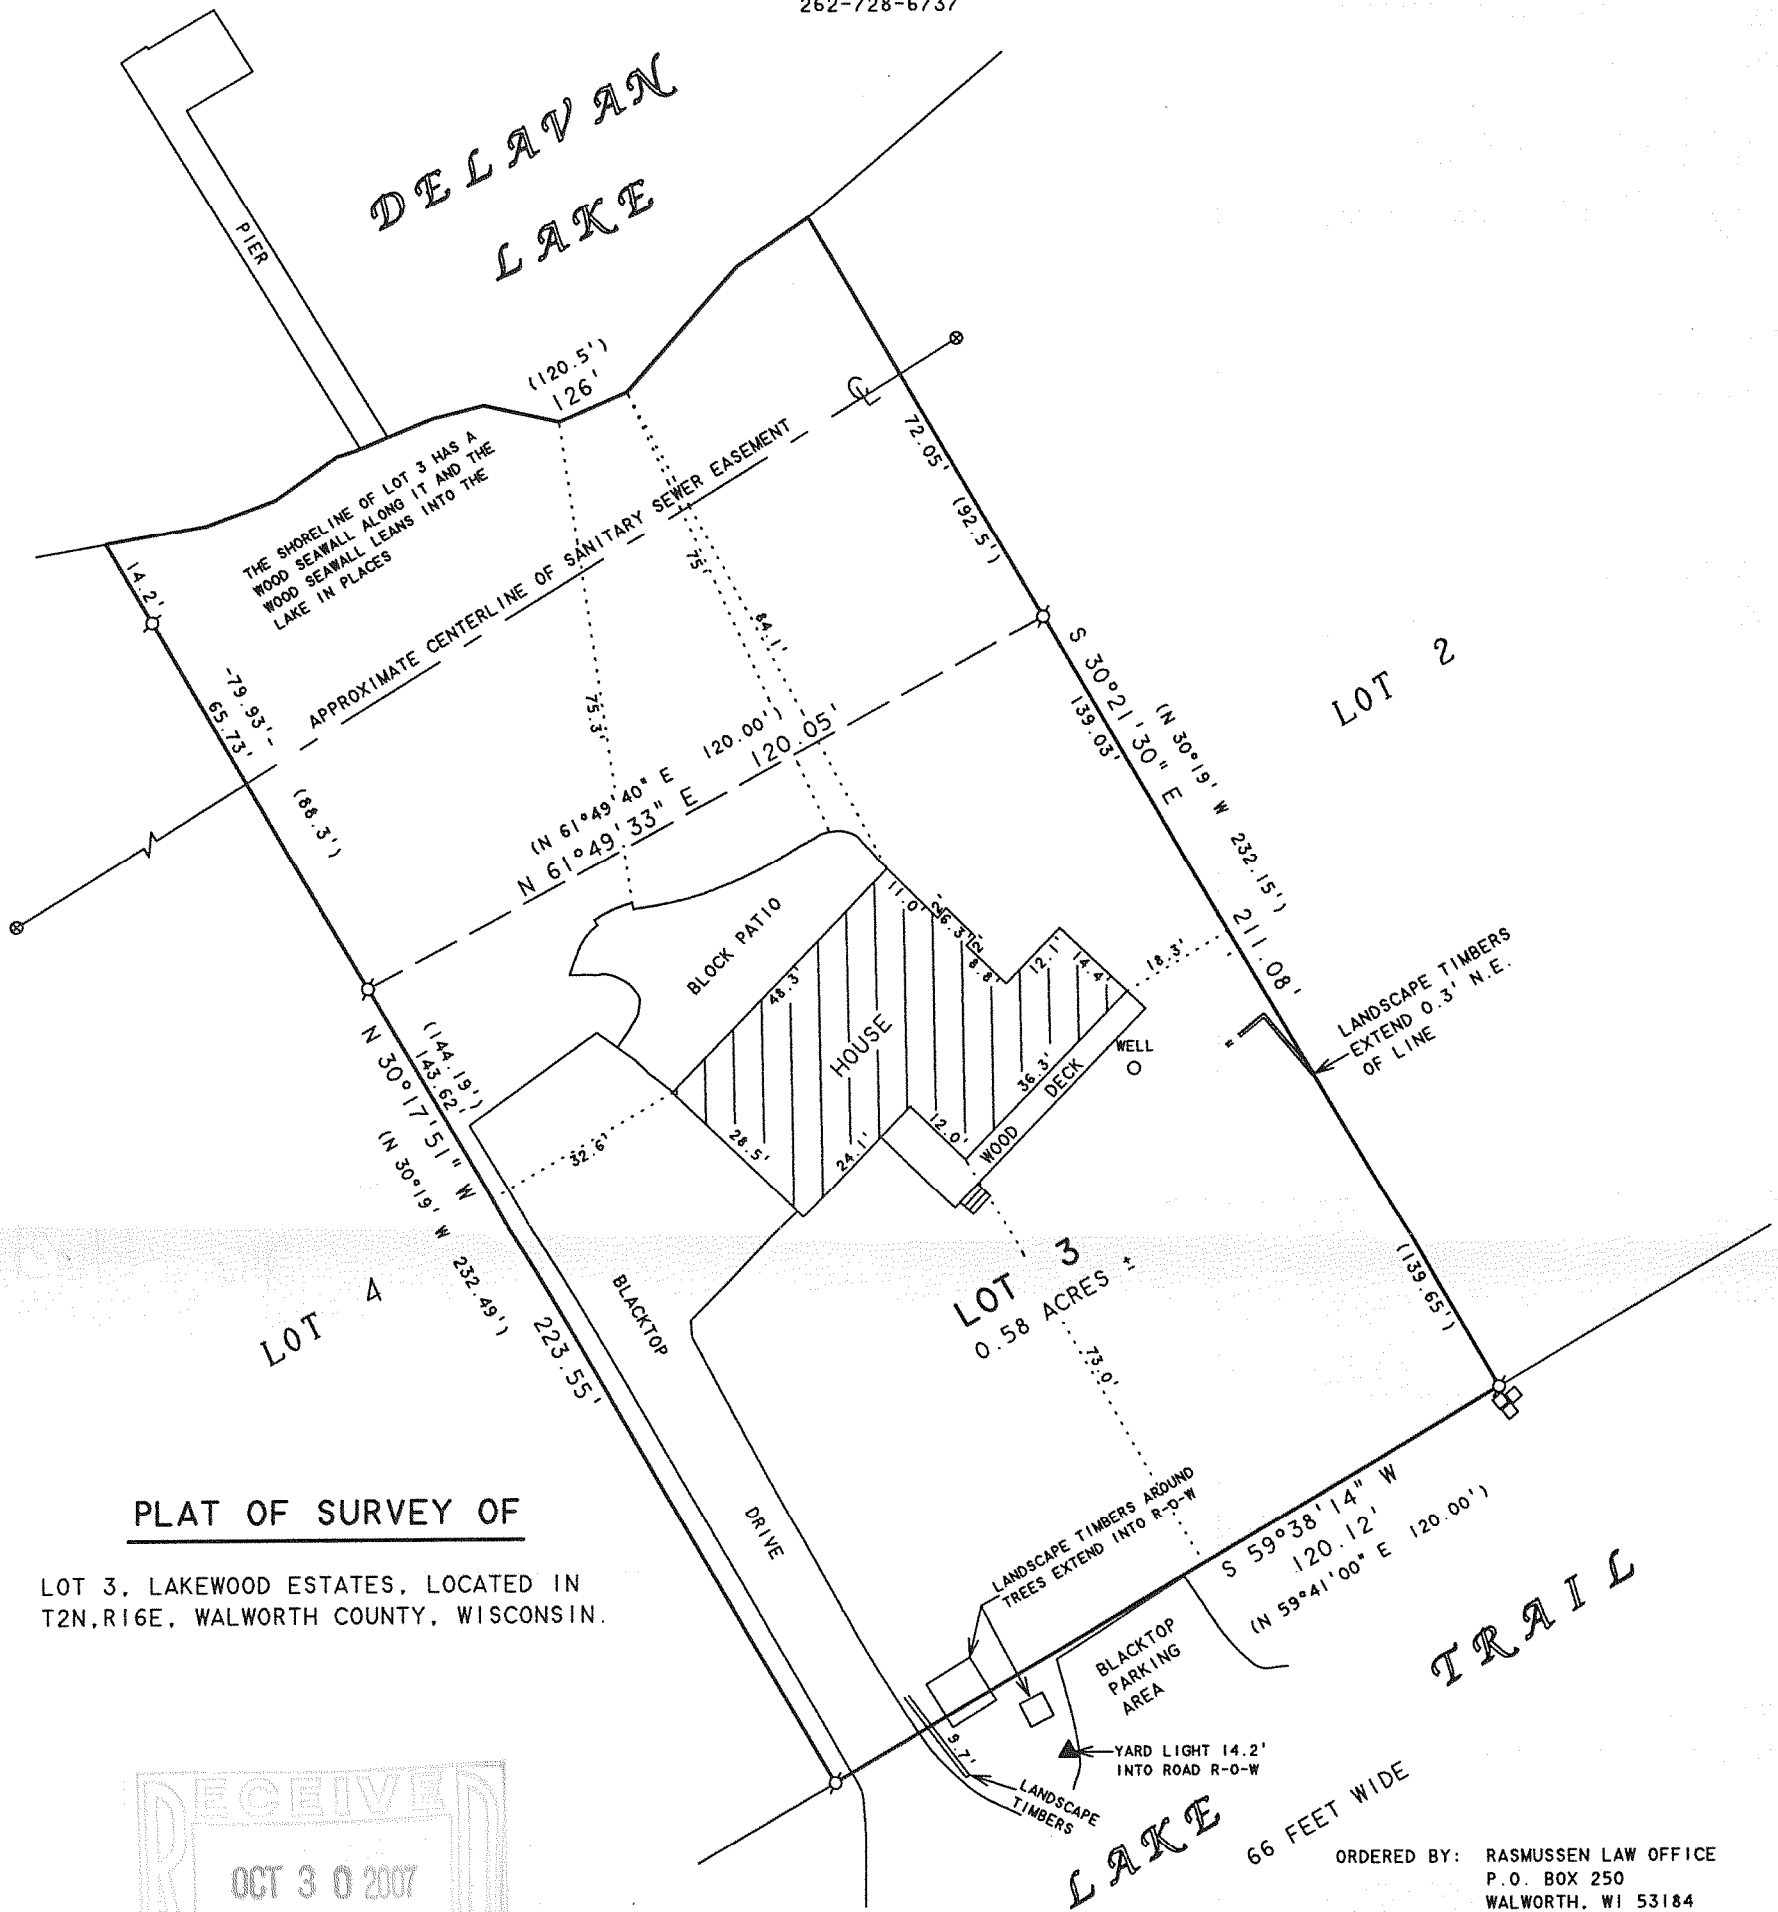 262-728-6737
DELAVAN
LAKE
PIER
(120.5')
126'
THE SHORELINE OF LOT 3 HAS A
WOOD SEAWALL ALONG IT AND THE
WOOD SEAWALL LEANS INTO THE
LAKE IN PLACES
APPROXIMATE CENTERLINE OF SANITARY SEWER EASEMENT
72.05'
(92.5')
14.2'
-79.93'-
65.73'
(88.3')
75'
84.1'
75.3'
(N 61°49'40" E 120.00')
N 61°49'33" E 120.05'
S 30°21'30" E 211.08'
139.03'
(N 30°19' W 232.15')
LOT 2
BLOCK PATIO
HOUSE
48.3'
11.0'
-2'-
6.3'
-2'-
8.8'
12.1'
14.4'
18.3'
36.3'
12.0'
24.1'
28.5'
32.6'
WOOD DECK
WELL
LANDSCAPE TIMBERS
EXTEND 0.3' N.E.
OF LINE
(144.19')
143.62'
N 30°17'51" W 223.55'
(N 30°19' W 232.49')
LOT 4
BLACKTOP
DRIVE
LOT 3
0.58 ACRES ±
73.0'
(139.65')
PLAT OF SURVEY OF
LOT 3, LAKEWOOD ESTATES, LOCATED IN
T2N,R16E, WALWORTH COUNTY, WISCONSIN.
LANDSCAPE TIMBERS AROUND
TREES EXTEND INTO R-O-W
S 59°38'14" W
120.12'
(N 59°41'00" E 120.00')
BLACKTOP
PARKING
AREA
YARD LIGHT 14.2'
INTO ROAD R-O-W
9.7'
LANDSCAPE
TIMBERS
LAKE TRAIL
66 FEET WIDE
RECEIVED
OCT 30 2007
ORDERED BY: RASMUSSEN LAW OFFICE
P.O. BOX 250
WALWORTH, WI 53184